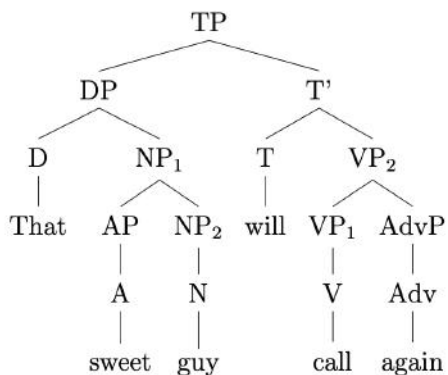 TP
DP T'
D NP₁ T VP₂
That AP NP₂ will VP₁ AdvP
A N V Adv
sweet guy call again